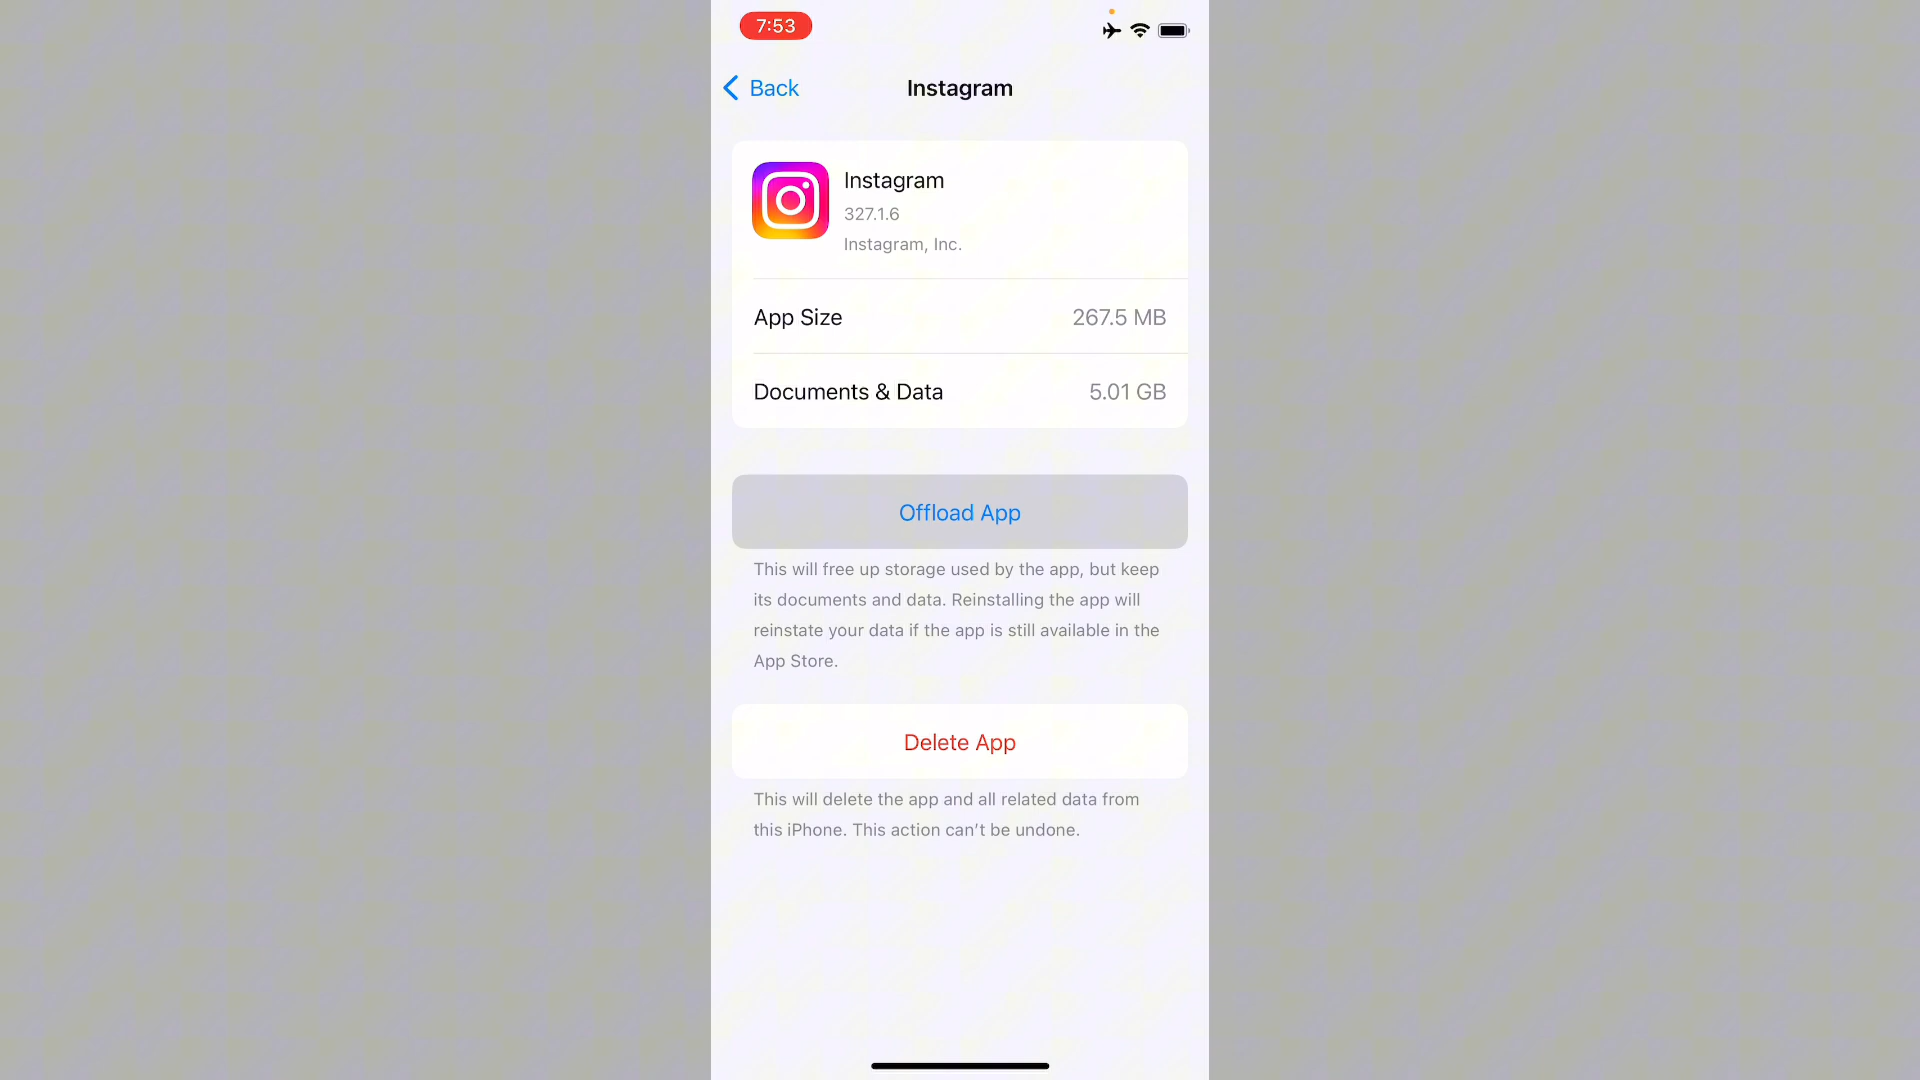 7:53
Back
Instagram
Instagram
327.1.6
Instagram, Inc.
App Size 267.5 MB
Documents & Data 5.01 GB
Offload App
This will free up storage used by the app, but keep
its documents and data. Reinstalling the app will
reinstate your data if the app is still available in the
App Store.
Delete App
This will delete the app and all related data from
this iPhone. This action can’t be undone.